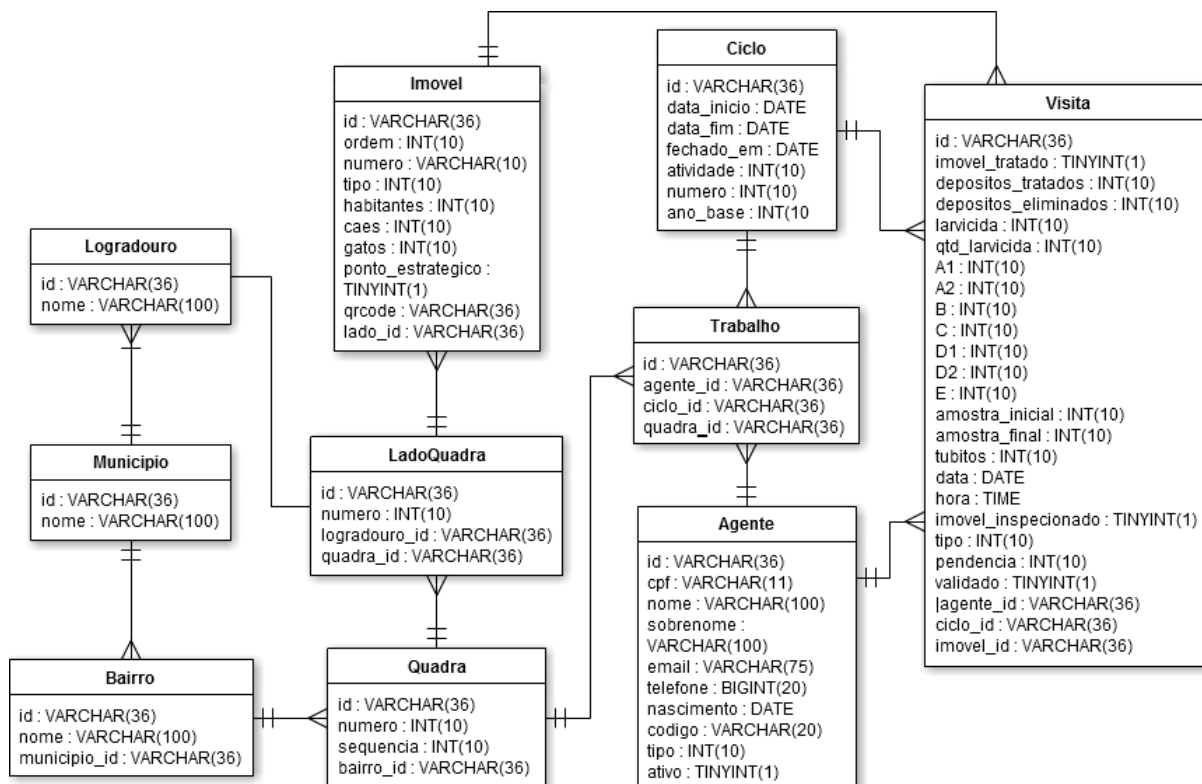 Ciclo
id : VARCHAR(36)
data_inicio : DATE
data_fim : DATE
fechado_em : DATE
atividade : INT(10)
numero : INT(10)
ano_base : INT(10
Imovel
id : VARCHAR(36)
ordem : INT(10)
numero : VARCHAR(10)
tipo : INT(10)
habitantes : INT(10)
caes : INT(10)
gatos : INT(10)
ponto_estrategico :
TINYINT(1)
qrcode : VARCHAR(36)
lado_id : VARCHAR(36)
Visita
id : VARCHAR(36)
imovel_tratado : TINYINT(1)
depositos_tratados : INT(10)
depositos_eliminados : INT(10)
larvicida : INT(10)
qtd_larvicida : INT(10)
A1 : INT(10)
A2 : INT(10)
B : INT(10)
C : INT(10)
D1 : INT(10)
D2 : INT(10)
E : INT(10)
amostra_inicial : INT(10)
amostra_final : INT(10)
tubitos : INT(10)
data : DATE
hora : TIME
imovel_inspecionado : TINYINT(1)
tipo : INT(10)
pendencia : INT(10)
validado : TINYINT(1)
|agente_id : VARCHAR(36)
ciclo_id : VARCHAR(36)
imovel_id : VARCHAR(36)
Logradouro
id : VARCHAR(36)
nome : VARCHAR(100)
Trabalho
id : VARCHAR(36)
agente_id : VARCHAR(36)
ciclo_id : VARCHAR(36)
quadra_id : VARCHAR(36)
Municipio
id : VARCHAR(36)
nome : VARCHAR(100)
LadoQuadra
id : VARCHAR(36)
numero : INT(10)
logradouro_id : VARCHAR(36)
quadra_id : VARCHAR(36)
Agente
id : VARCHAR(36)
cpf : VARCHAR(11)
nome : VARCHAR(100)
sobrenome :
VARCHAR(100)
email : VARCHAR(75)
telefone : BIGINT(20)
nascimento : DATE
codigo : VARCHAR(20)
tipo : INT(10)
ativo : TINYINT(1)
Bairro
id : VARCHAR(36)
nome : VARCHAR(100)
municipio_id : VARCHAR(36)
Quadra
id : VARCHAR(36)
numero : INT(10)
sequencia : INT(10)
bairro_id : VARCHAR(36)